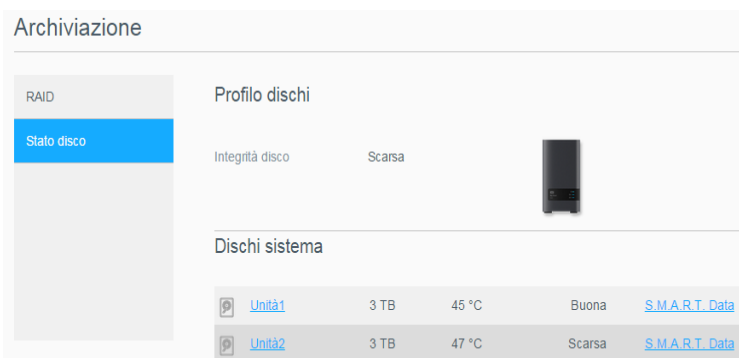 Archiviazione
RAID
Stato disco
Profilo dischi
Integrità disco Scarsa
Dischi sistema
Unità1 3 TB 45 °C Buona S.M.A.R.T. Data
Unità2 3 TB 47 °C Scarsa S.M.A.R.T. Data